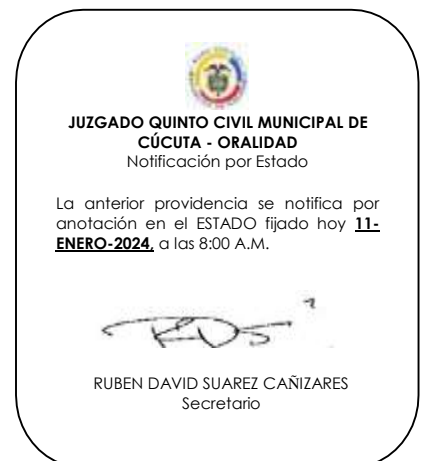 JUZGADO QUINTO CIVIL MUNICIPAL DE
CÚCUTA - ORALIDAD
Notificación por Estado
La anterior providencia se notifica por
anotación en el ESTADO fijado hoy 11-
ENERO-2024, a las 8:00 A.M.
RDS
RUBEN DAVID SUAREZ CAÑIZARES
Secretario